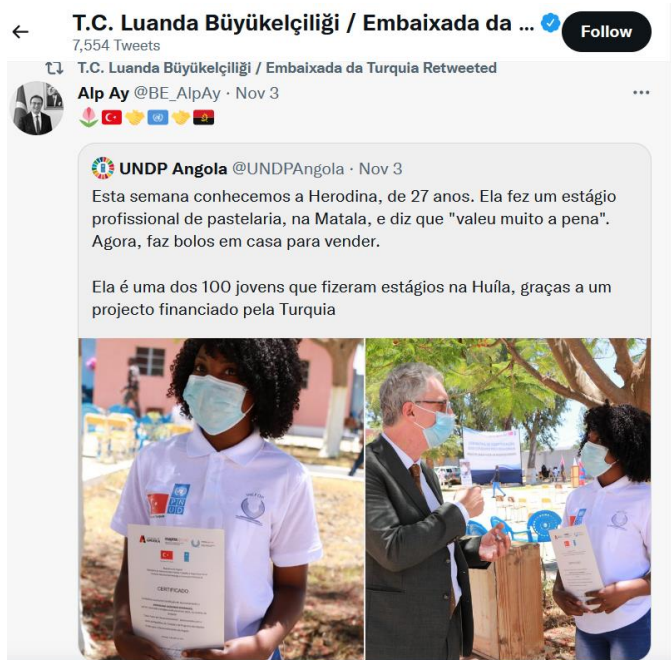 T.C. Luanda Büyükelçiliği / Embaixada da ...
Follow
7,554 Tweets
T.C. Luanda Büyükelçiliği / Embaixada da Turquia Retweeted
Alp Ay @BE_AlpAy · Nov 3
UNDP Angola @UNDPAngola · Nov 3
Esta semana conhecemos a Herodina, de 27 anos. Ela fez um estágio
profissional de pastelaria, na Matala, e diz que "valeu muito a pena".
Agora, faz bolos em casa para vender.
Ela é uma dos 100 jovens que fizeram estágios na Huíla, graças a um
projecto financiado pela Turquia
PN
UD
CERTIFICADO